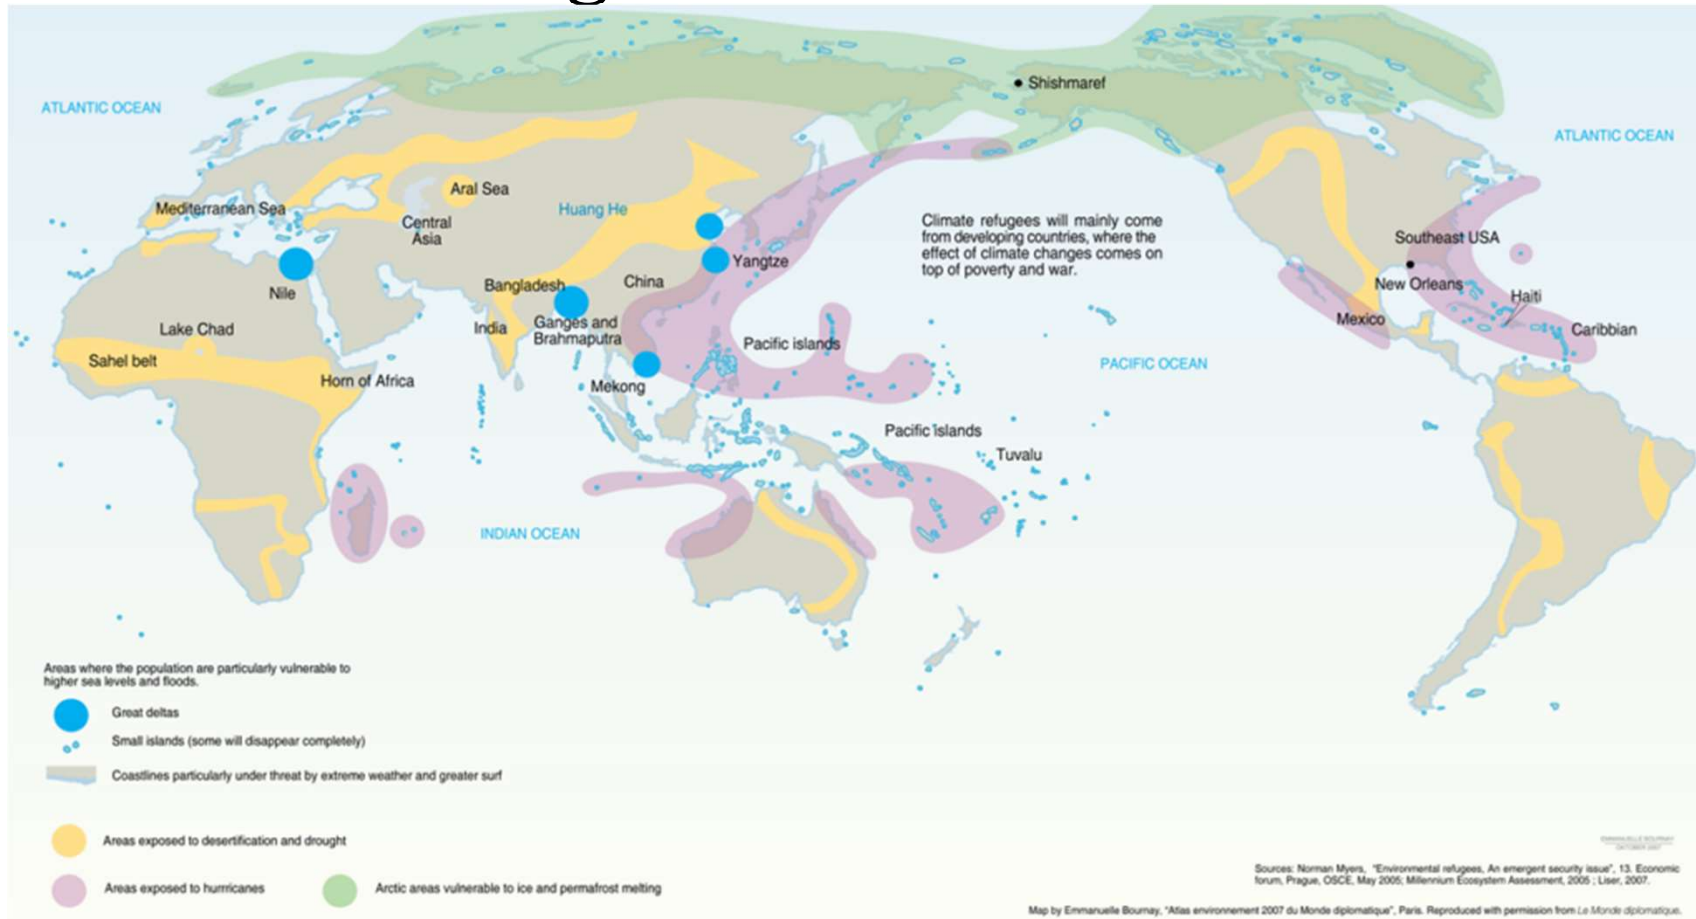 ATLANTIC OCEAN
Shishmaref
ATLANTIC OCEAN
Aral Sea
Mediterranean Sea
Huang He
Central
Asia
Climate refugees will mainly come
from developing countries, where the
effect of climate changes comes on
top of poverty and war.
Southeast USA
Yangtze
New Orleans
Nile
Bangladesh
China
Haiti
Lake Chad
India
Ganges and
Brahmaputra
Mexico
Caribbean
Pacific islands
Sahel belt
PACIFIC OCEAN
Horn of Africa
Mekong
Pacific islands
Tuvalu
INDIAN OCEAN
Areas where the population are particularly vulnerable to
higher sea levels and floods.
Great deltas
Small islands (some will disappear completely)
Coastlines particularly under threat by extreme weather and greater surf
Areas exposed to desertification and drought
Areas exposed to hurrricanes
Arctic areas vulnerable to ice and permafrost melting
EMMANUELLE BOURNAY
OCTOBER 2007
Sources: Norman Myers, "Environmental refugees, An emergent security issue", 13. Economic
forum, Prague, OSCE, May 2005; Millennium Ecosystem Assessment, 2005 ; Liser, 2007.
Map by Emmanuelle Bournay, "Atlas environnement 2007 du Monde diplomatique", Paris. Reproduced with permission from Le Monde diplomatique.